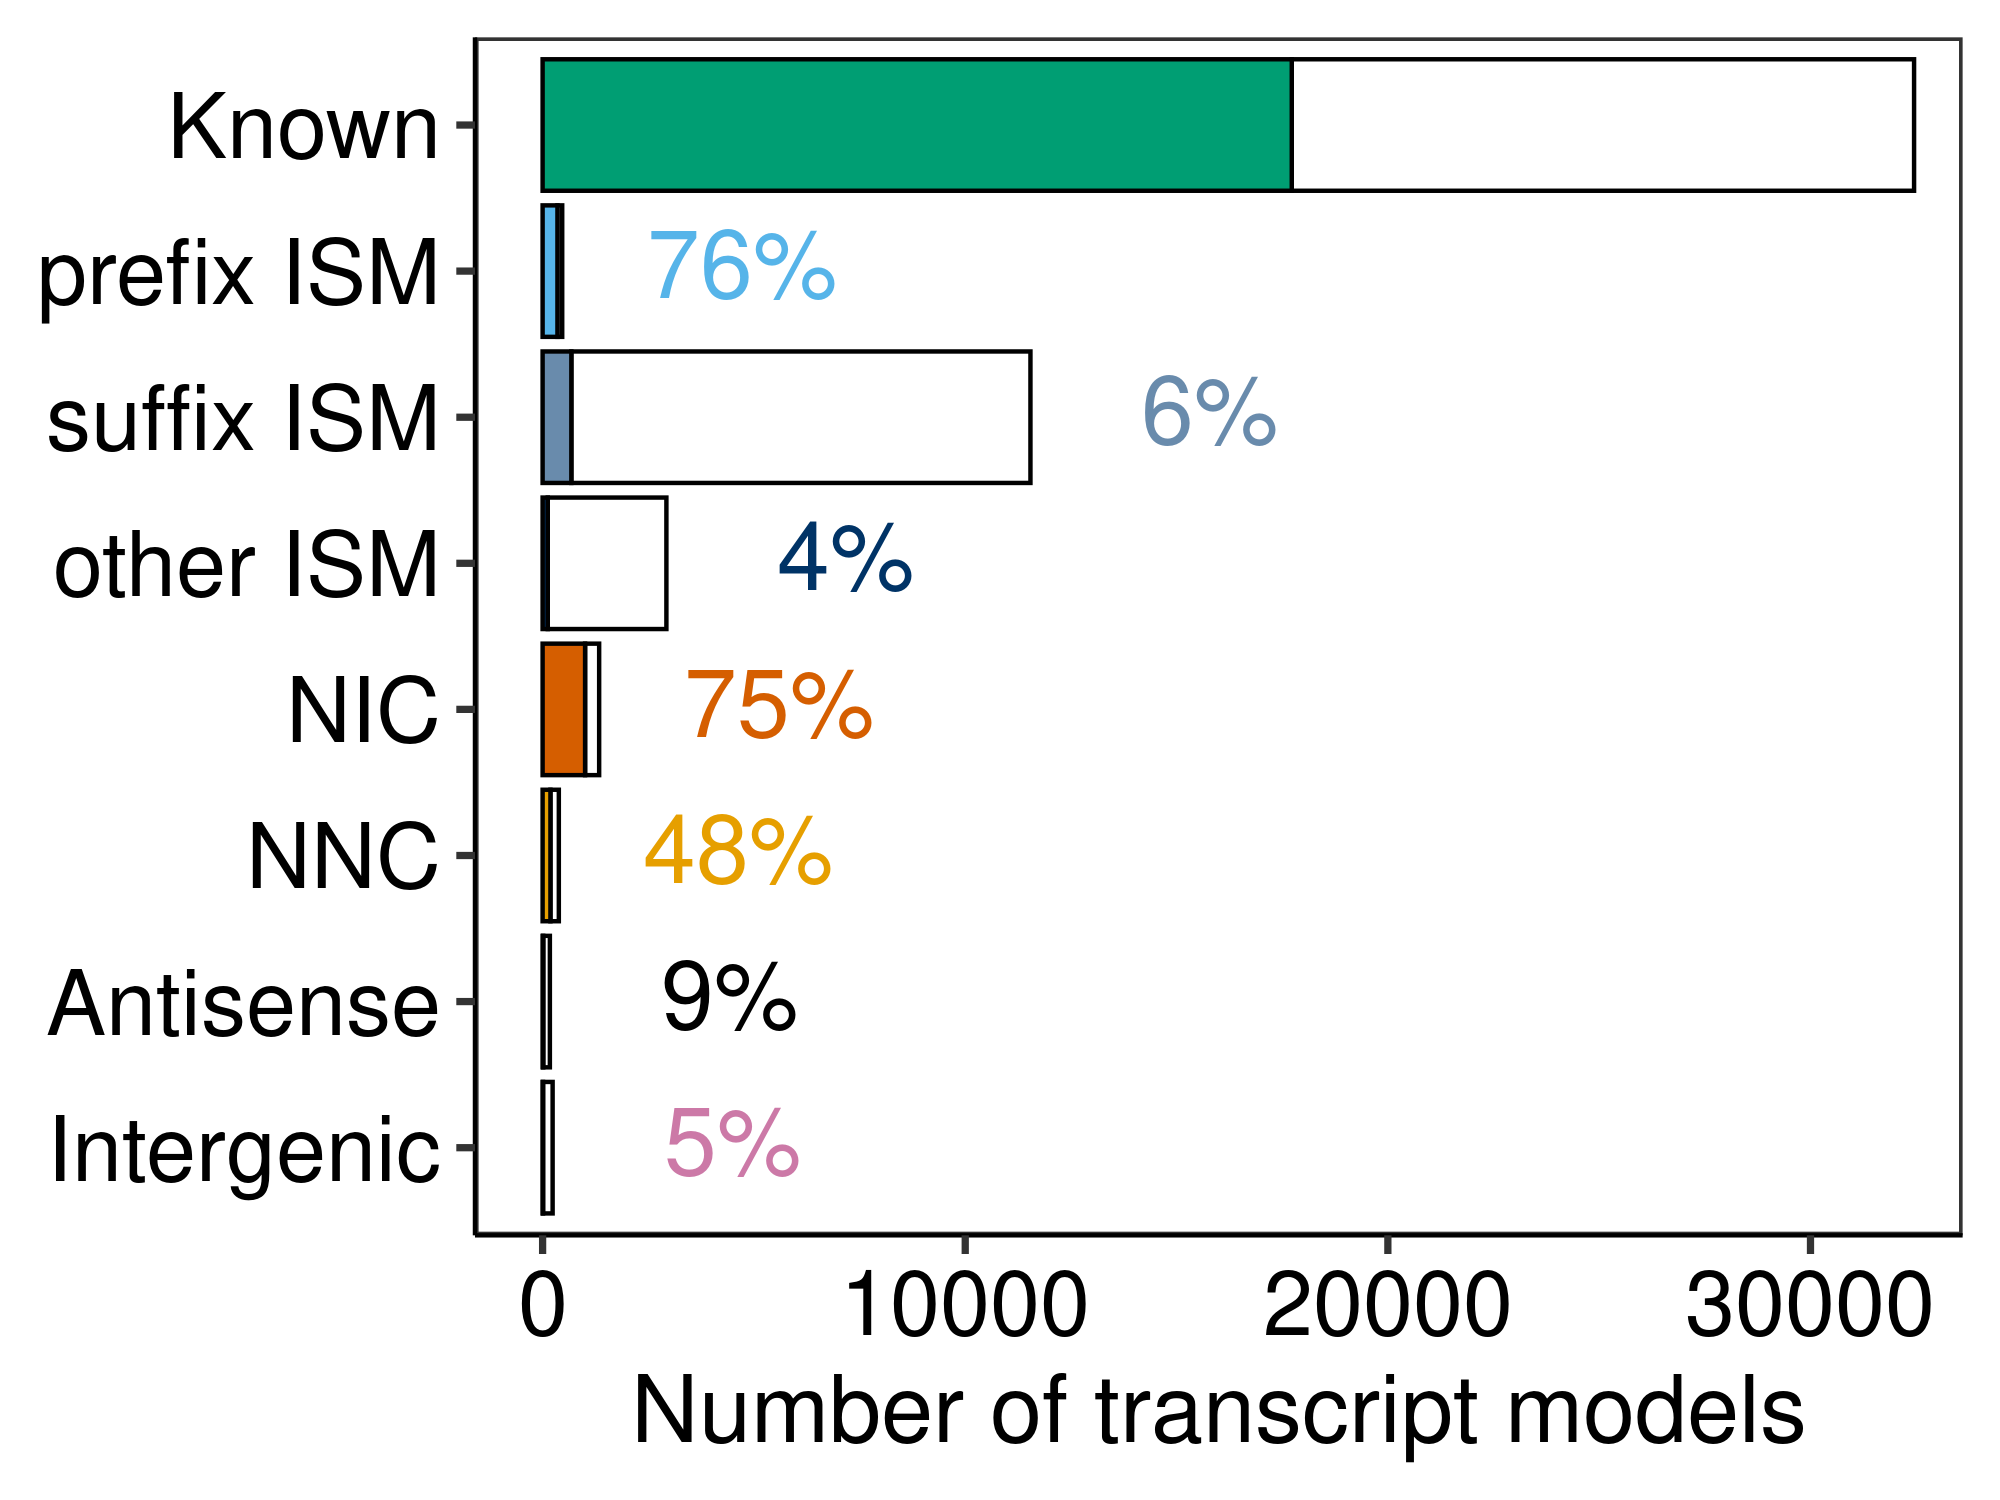 Known
prefix ISM 76%
suffix ISM 6%
other ISM 4%
NIC 75%
NNC 48%
Antisense 9%
Intergenic 5%
0 10000 20000 30000
Number of transcript models